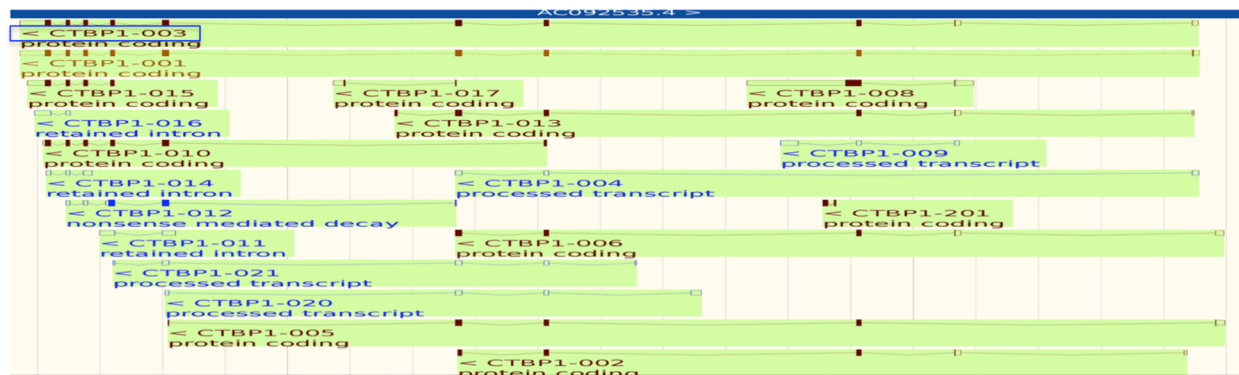 AC092535.4 >
< CTBP1-003
protein coding
< CTBP1-001
protein coding
< CTBP1-015
protein coding
< CTBP1-017
protein coding
< CTBP1-008
protein coding
< CTBP1-016
retained intron
< CTBP1-013
protein coding
< CTBP1-010
protein coding
< CTBP1-009
processed transcript
< CTBP1-014
retained intron
< CTBP1-004
processed transcript
< CTBP1-012
nonsense mediated decay
< CTBP1-201
protein coding
< CTBP1-011
retained intron
< CTBP1-006
protein coding
< CTBP1-021
processed transcript
< CTBP1-020
processed transcript
< CTBP1-005
protein coding
< CTBP1-002
protein coding